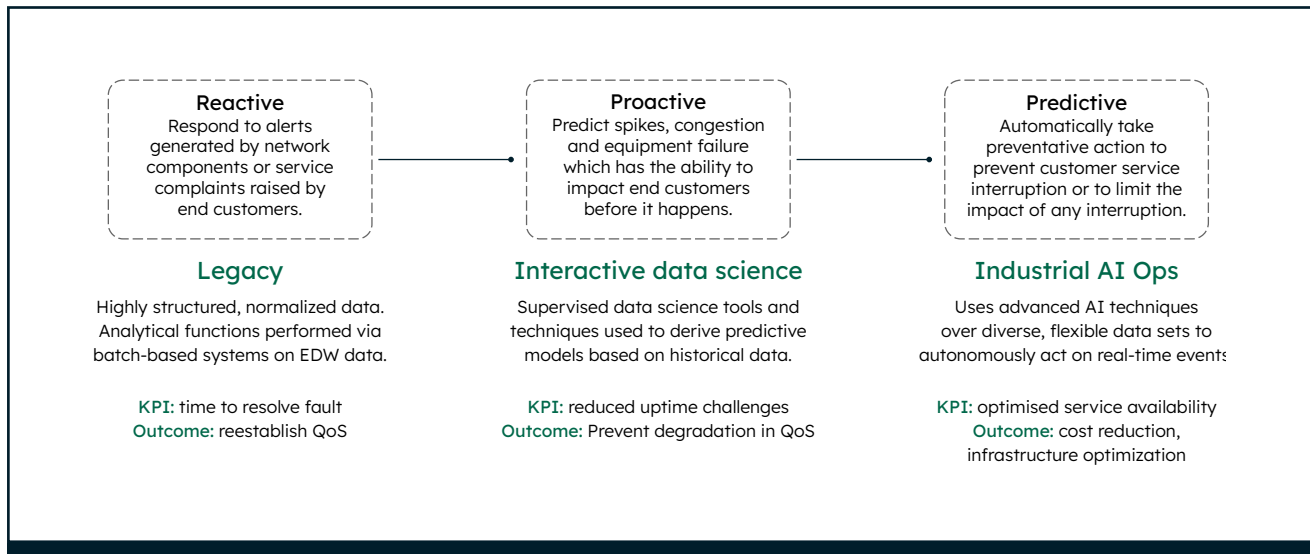 Reactive
Respond to alerts
generated by network
components or service
complaints raised by
end customers.
Proactive
Predict spikes, congestion
and equipment failure
which has the ability to
impact end customers
before it happens.
Predictive
Automatically take
preventative action to
prevent customer service
interruption or to limit the
impact of any interruption.
Legacy
Highly structured, normalized data.
Analytical functions performed via
batch-based systems on EDW data.
KPI: time to resolve fault
Outcome: reestablish QoS
Interactive data science
Supervised data science tools and
techniques used to derive predictive
models based on historical data.
KPI: reduced uptime challenges
Outcome: Prevent degradation in QoS
Industrial AI Ops
Uses advanced AI techniques
over diverse, flexible data sets to
autonomously act on real-time events
KPI: optimised service availability
Outcome: cost reduction,
infrastructure optimization